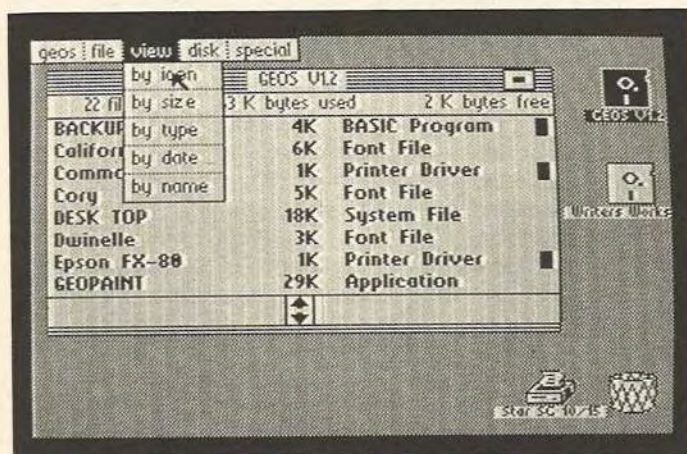 geos file view disk special
by icon
by size
by type
by date
by name
GEOS V1.2
22 fil 3 K bytes used 2 K bytes free
BACKUP 4K BASIC Program
Califor 6K Font File
Commo 1K Printer Driver
Cory 5K Font File
DESK TOP 18K System File
Dwinelle 3K Font File
Epson FX-80 1K Printer Driver
GEOPAINT 29K Application
GEOS V1.2
Writers Works
Star SG 10/15